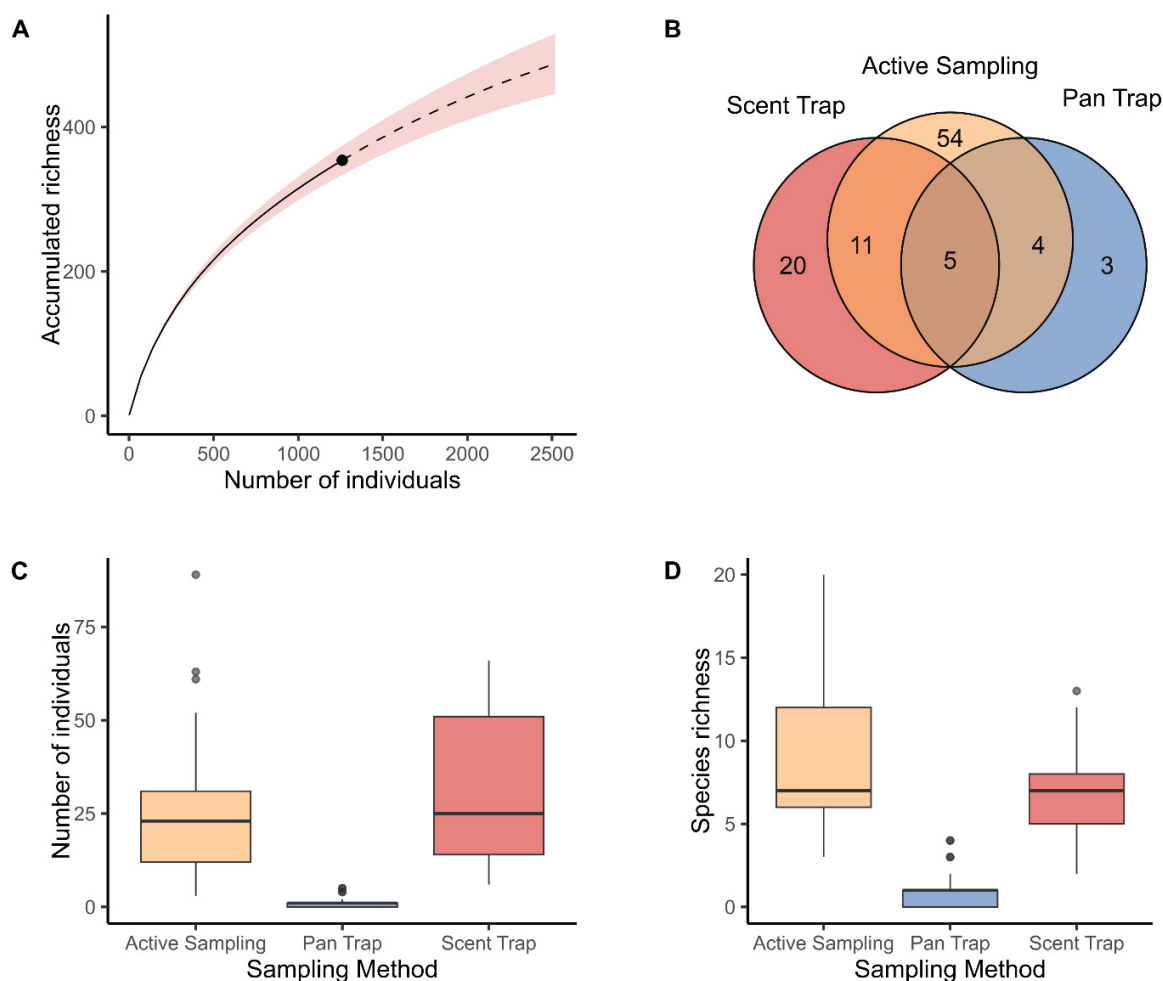 A
Accumulated richness
400
200
0
0 500 1000 1500 2000 2500
Number of individuals
B
Active Sampling
Scent Trap
Pan Trap
54
20
11
5
4
3
C
Number of individuals
75
50
25
0
Active Sampling Pan Trap Scent Trap
Sampling Method
D
Species richness
20
15
10
5
0
Active Sampling Pan Trap Scent Trap
Sampling Method